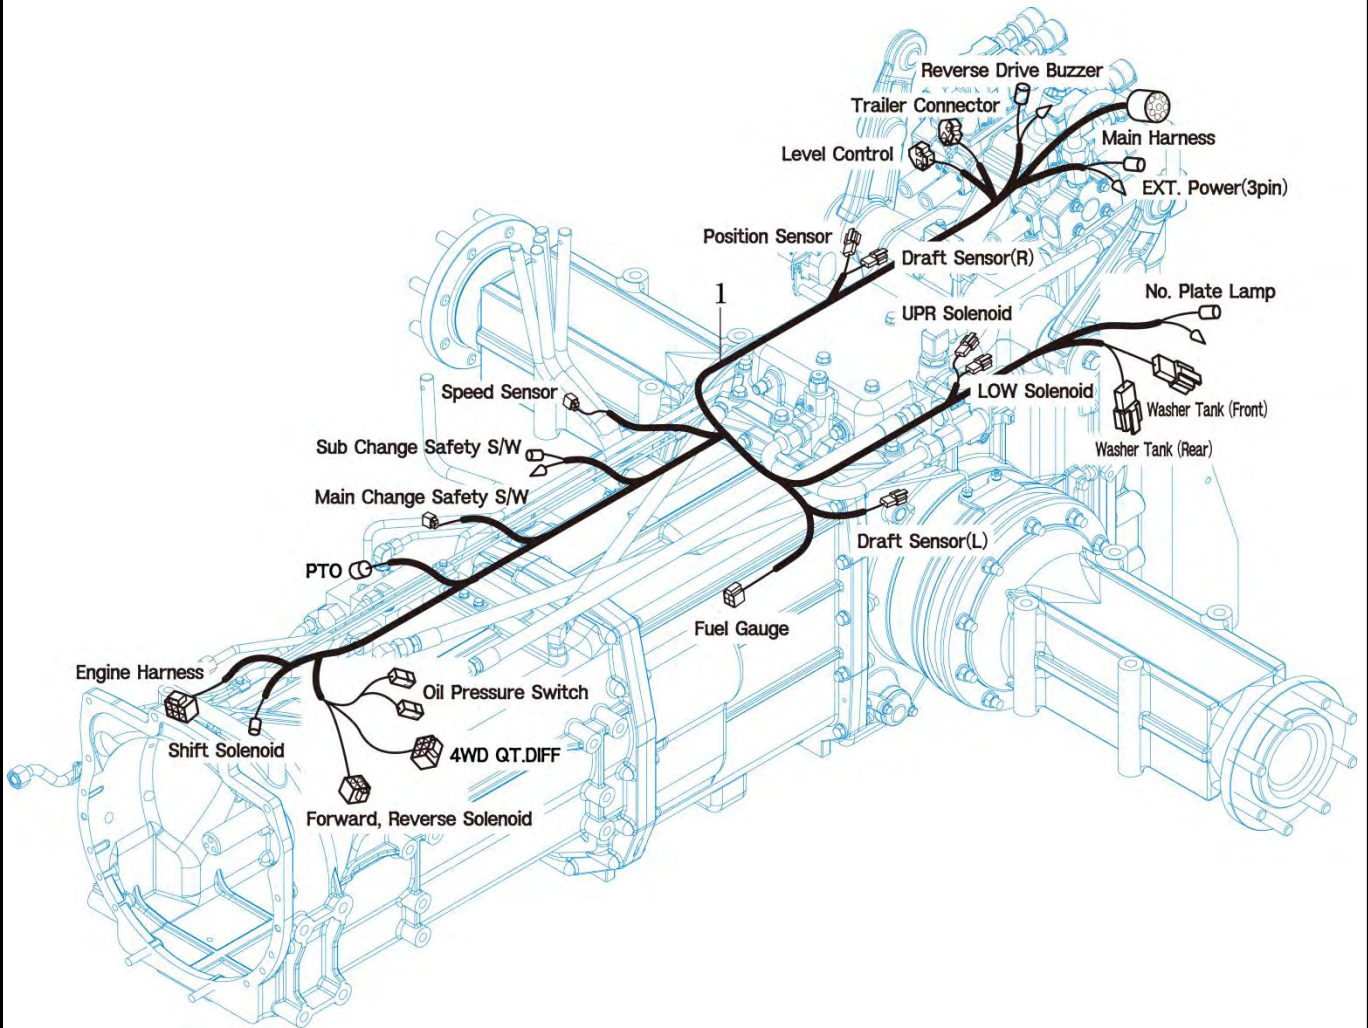 Reverse Drive Buzzer
Trailer Connector
Main Harness
Level Control
EXT. Power(3pin)
Position Sensor
Draft Sensor(R)
1
No. Plate Lamp
UPR Solenoid
Speed Sensor
LOW Solenoid
Washer Tank (Front)
Sub Change Safety S/W
Washer Tank (Rear)
Main Change Safety S/W
Draft Sensor(L)
PTO
Fuel Gauge
Engine Harness
Oil Pressure Switch
Shift Solenoid
4WD QT.DIFF
Forward, Reverse Solenoid